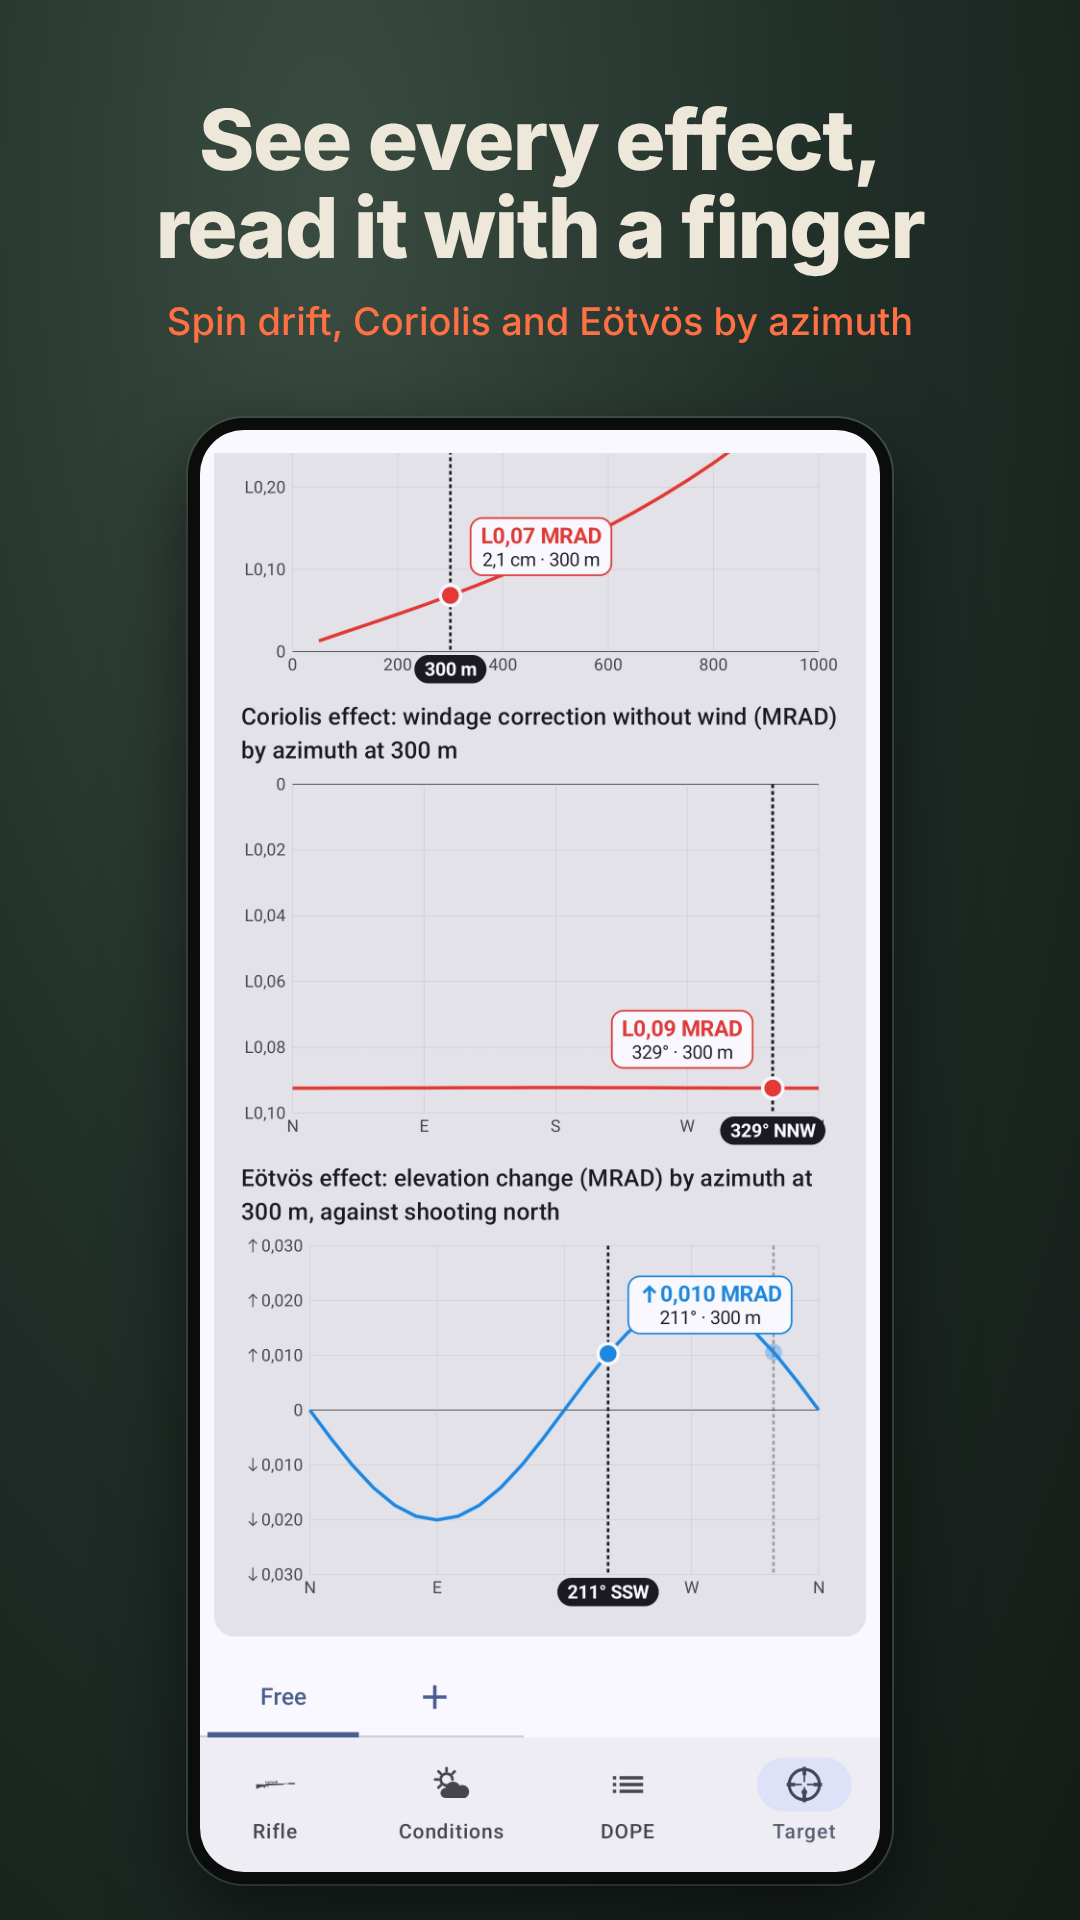 See every effect,
read it with a finger
Spin drift, Coriolis and Eötvös by azimuth
L0,20
L0,07 MRAD
2,1 cm · 300 m
L0,10
0
0 200 300 m 400 600 800 1000
Coriolis effect: windage correction without wind (MRAD)
by azimuth at 300 m
0
L0,02
L0,04
L0,06
L0,09 MRAD
329° · 300 m
L0,08
L0,10
N E S W 329° NNW
Eötvös effect: elevation change (MRAD) by azimuth at
300 m, against shooting north
↑0,030
↑0,010 MRAD
211° · 300 m
↑0,020
↑0,010
0
↓0,010
↓0,020
↓0,030
N E 211° SSW W N
Free +
Rifle Conditions DOPE Target